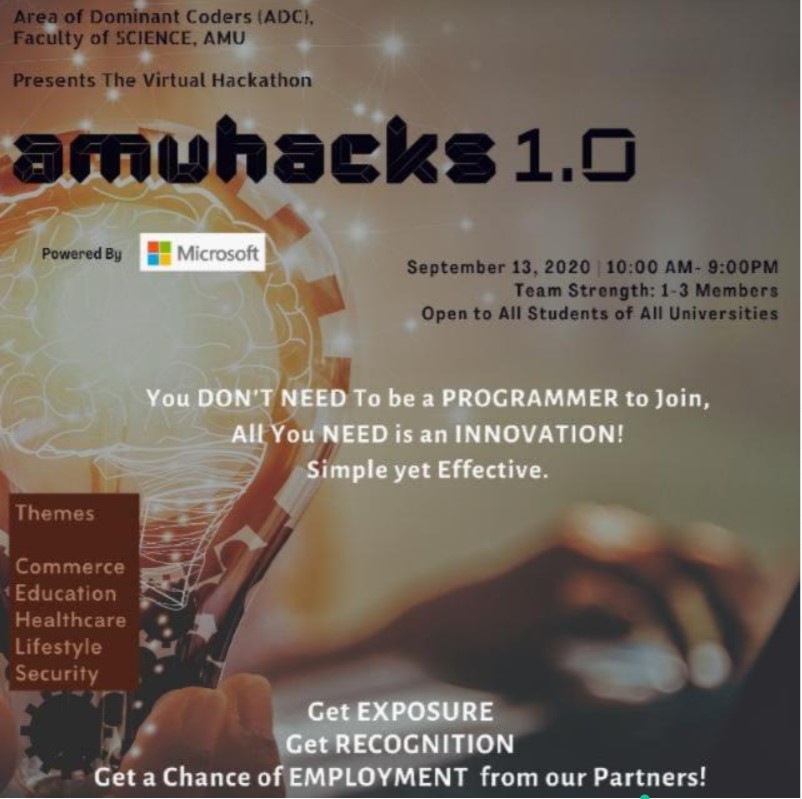 Area of Dominant Coders (ADC),
Faculty of SCIENCE, AMU
Presents The Virtual Hackathon
amuhacks 1.0
Powered By Microsoft
September 13, 2020 | 10:00 AM- 9:00PM
Team Strength: 1-3 Members
Open to All Students of All Universities
You DON'T NEED To be a PROGRAMMER to Join,
All You NEED is an INNOVATION!
Simple yet Effective.
Themes
Commerce
Education
Healthcare
Lifestyle
Security
Get EXPOSURE
Get RECOGNITION
Get a Chance of EMPLOYMENT from our Partners!